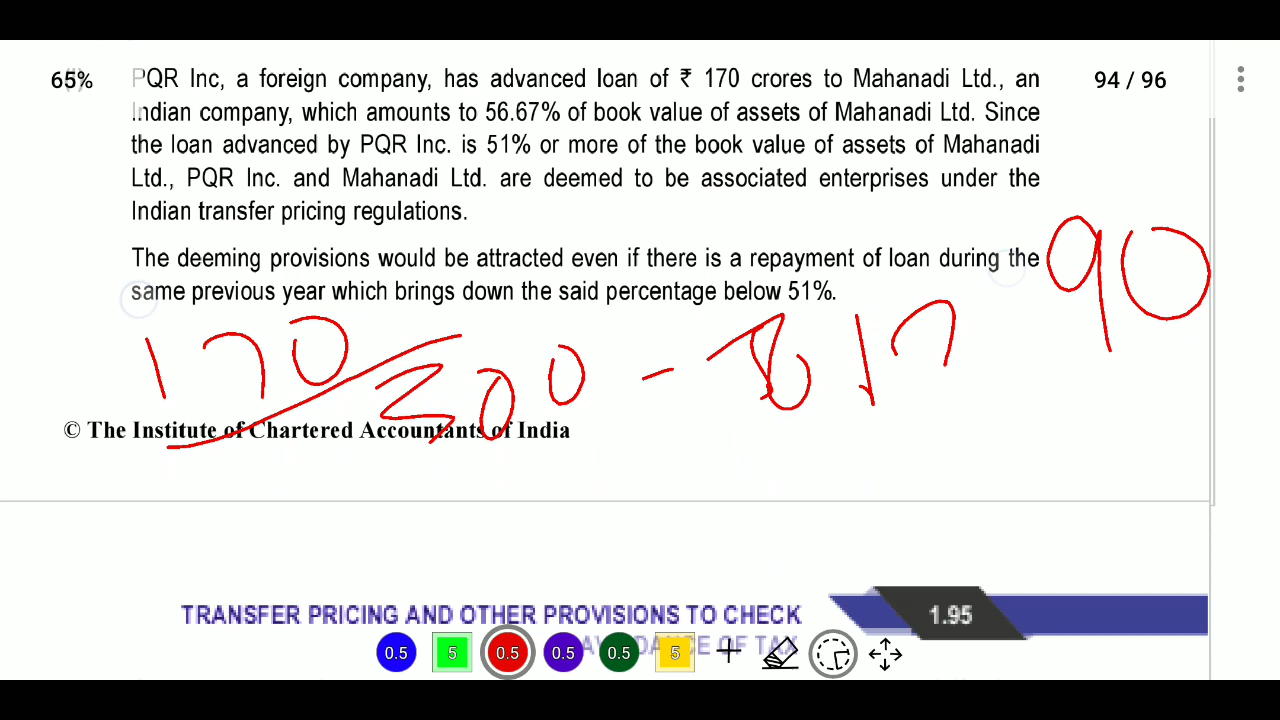 65%
PQR Inc, a foreign company, has advanced loan of ₹ 170 crores to Mahanadi Ltd., an
94 / 96
Indian company, which amounts to 56.67% of book value of assets of Mahanadi Ltd. Since
the loan advanced by PQR Inc. is 51% or more of the book value of assets of Mahanadi
Ltd., PQR Inc. and Mahanadi Ltd. are deemed to be associated enterprises under the
Indian transfer pricing regulations.
The deeming provisions would be attracted even if there is a repayment of loan during the
same previous year which brings down the said percentage below 51%.
90
170/300 -
© The Institute of Chartered Accountants of India
TRANSFER PRICING AND OTHER PROVISIONS TO CHECK
1.95
AVOIDANCE OF TAX
0.5 5 0.5 0.5 0.5 5